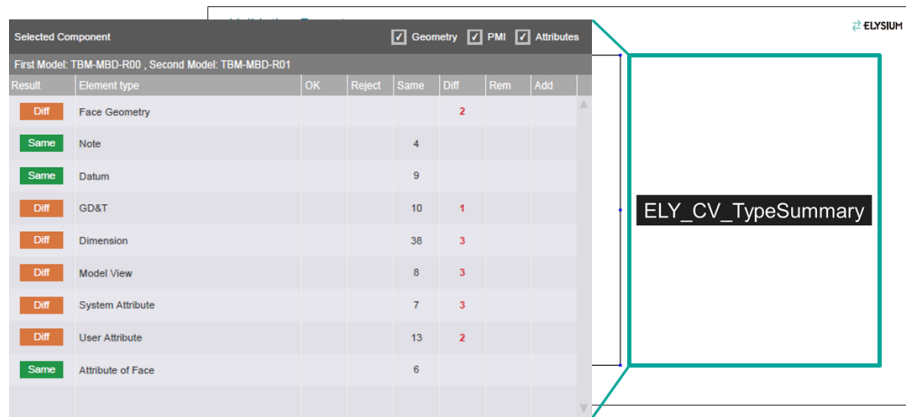 ELYSIUM
Selected Component Geometry PMI Attributes
First Model: TBM-MBD-R00 , Second Model: TBM-MBD-R01
Result Element type OK Reject Same Diff Rem Add
Diff Face Geometry 2
Same Note 4
Same Datum 9
Diff GD&T 10 1
Diff Dimension 38 3
Diff Model View 8 3
Diff System Attribute 7 3
Diff User Attribute 13 2
Same Attribute of Face 6
ELY_CV_TypeSummary